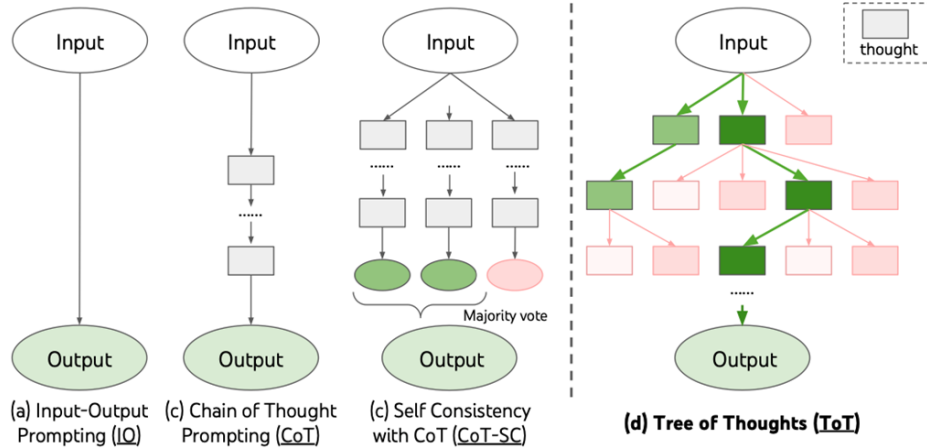 Input
Output
(a) Input-Output
Prompting (IO)
Input
......
Output
(c) Chain of Thought
Prompting (CoT)
Input
...... ...... ......
Majority vote
Output
(c) Self Consistency
with CoT (CoT-SC)
Input
thought
......
Output
(d) Tree of Thoughts (ToT)